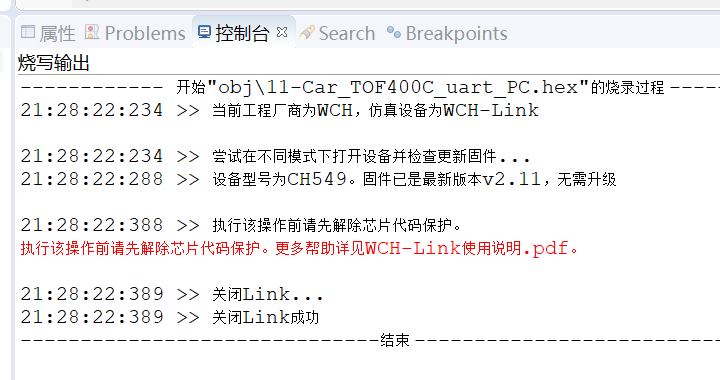 属性 Problems 控制台 Search Breakpoints
烧写输出
------------ 开始"obj\11-Car_TOF400C_uart_PC.hex"的烧录过程-----
21:28:22:234 >> 当前工程厂商为WCH，仿真设备为WCH-Link
21:28:22:234 >> 尝试在不同模式下打开设备并检查更新固件...
21:28:22:288 >> 设备型号为CH549。固件已是最新版本v2.11，无需升级
21:28:22:388 >> 执行该操作前请先解除芯片代码保护。
执行该操作前请先解除芯片代码保护。更多帮助详见WCH-Link使用说明.pdf。
21:28:22:389 >> 关闭Link...
21:28:22:389 >> 关闭Link成功
------------------------------结束--------------------------